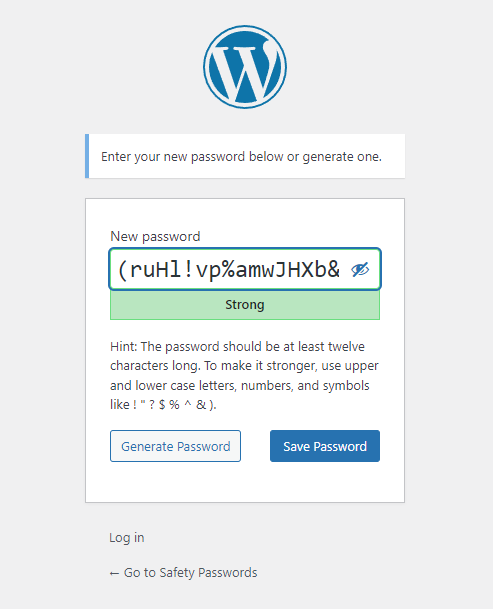 Enter your new password below or generate one.
New password
(ruHl!vp%amwJHXb&
Strong
Hint: The password should be at least twelve
characters long. To make it stronger, use upper
and lower case letters, numbers, and symbols
like ! " ? $ % ^ & ).
Generate Password
Save Password
Log in
← Go to Safety Passwords